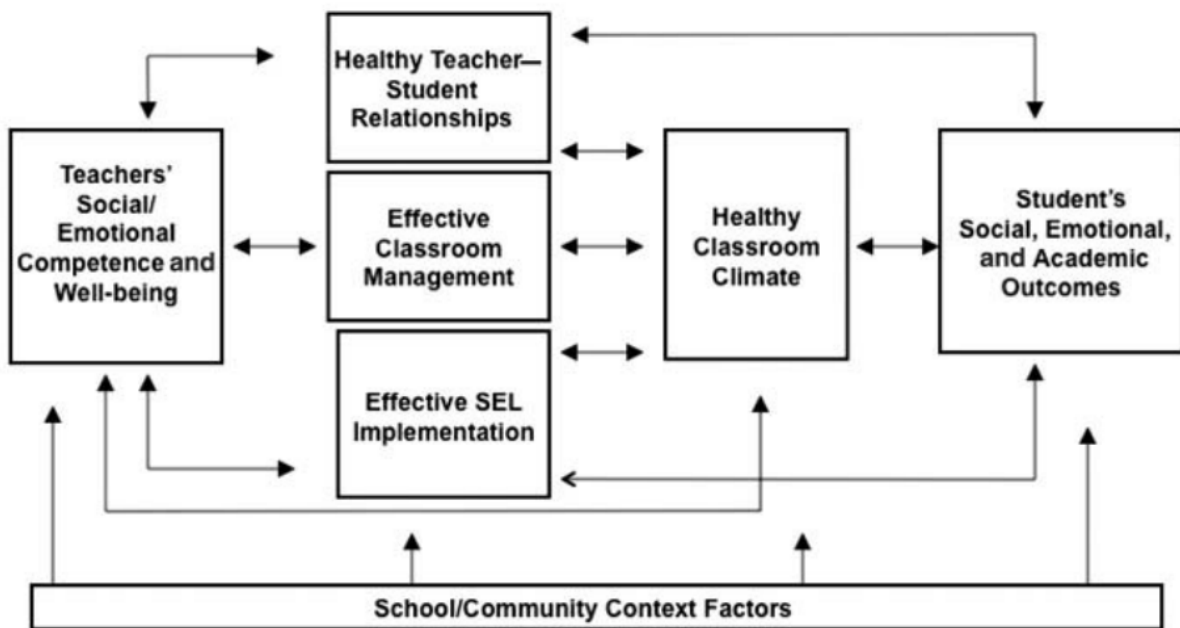 Healthy Teacher—
Student
Relationships
Teachers’
Social/
Emotional
Competence and
Well-being
Effective
Classroom
Management
Healthy
Classroom
Climate
Student’s
Social, Emotional,
and Academic
Outcomes
Effective SEL
Implementation
School/Community Context Factors